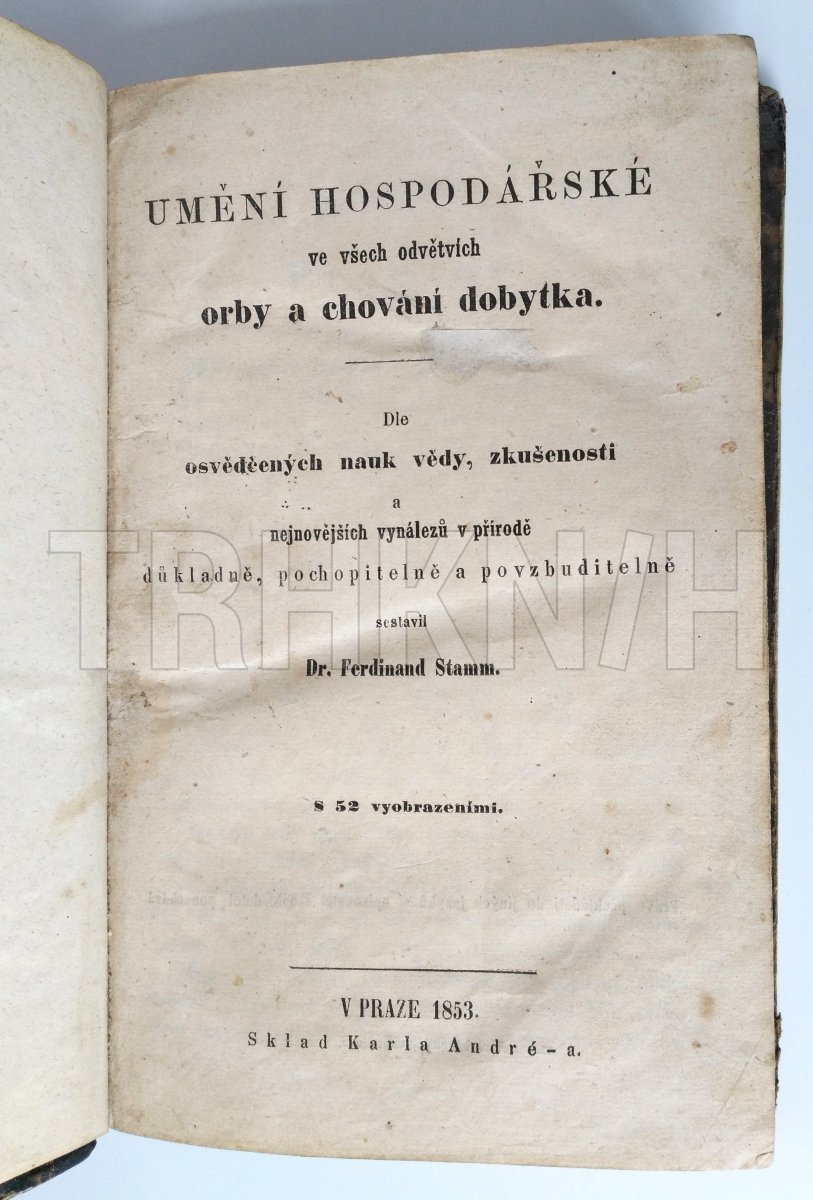 UMĚNÍ HOSPODÁŘSKÉ
ve všech odvětvích
orby a chování dobytka.
Dle
osvědčených nauk vědy, zkušenosti
a
nejnovějších vynálezů v přírodě
důkladně, pochopitelně a povzbuditelně
sestavil
Dr. Ferdinand Stamm.
S 52 vyobrazeními.
V PRAZE 1853.
Sklad Karla André-a.
TRHKN/H